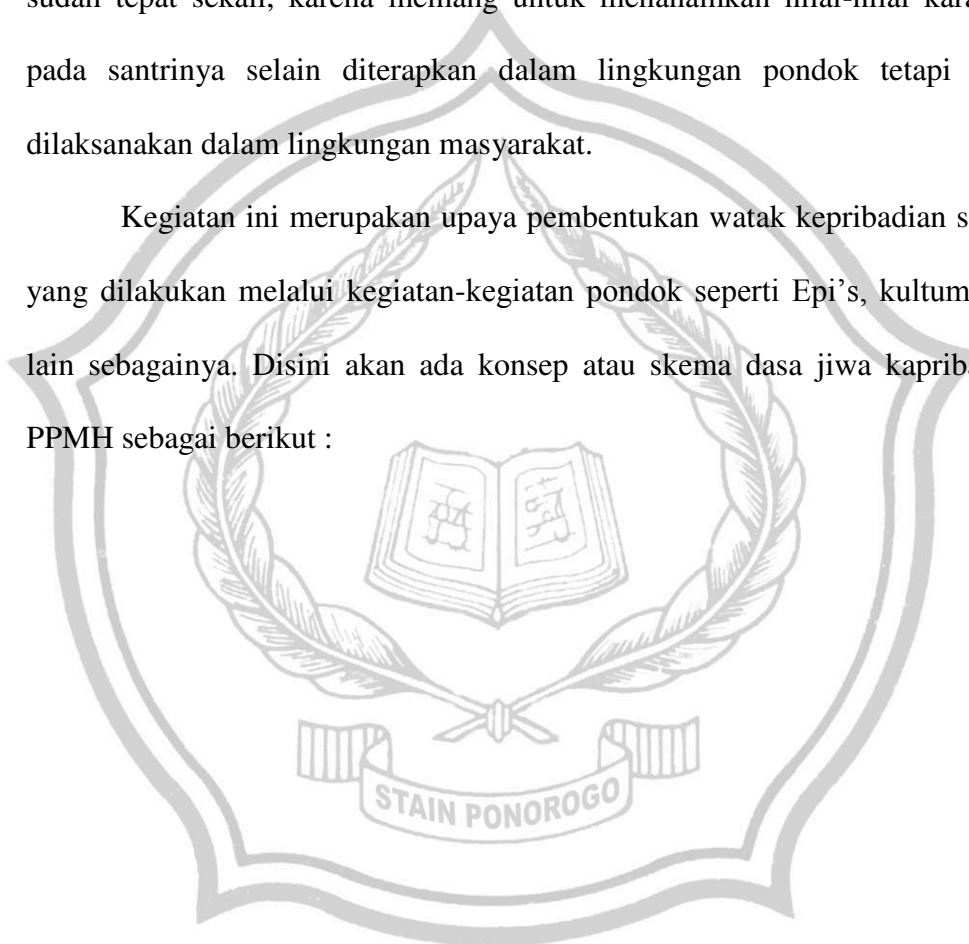 sudah tepat sekali, karena memang untuk menanamkan nilai-nilai
pada santrinya selain diterapkan dalam lingkungan pondok tetapi
dilaksanakan dalam lingkungan masyarakat.
Kegiatan ini merupakan upaya pembentukan watak kepribadian
yang dilakukan melalui kegiatan-kegiatan pondok seperti Epi’s, kultum
lain sebagainya. Disini akan ada konsep atau skema dasa jiwa
PPMH sebagai berikut :
STAIN PONOROGO